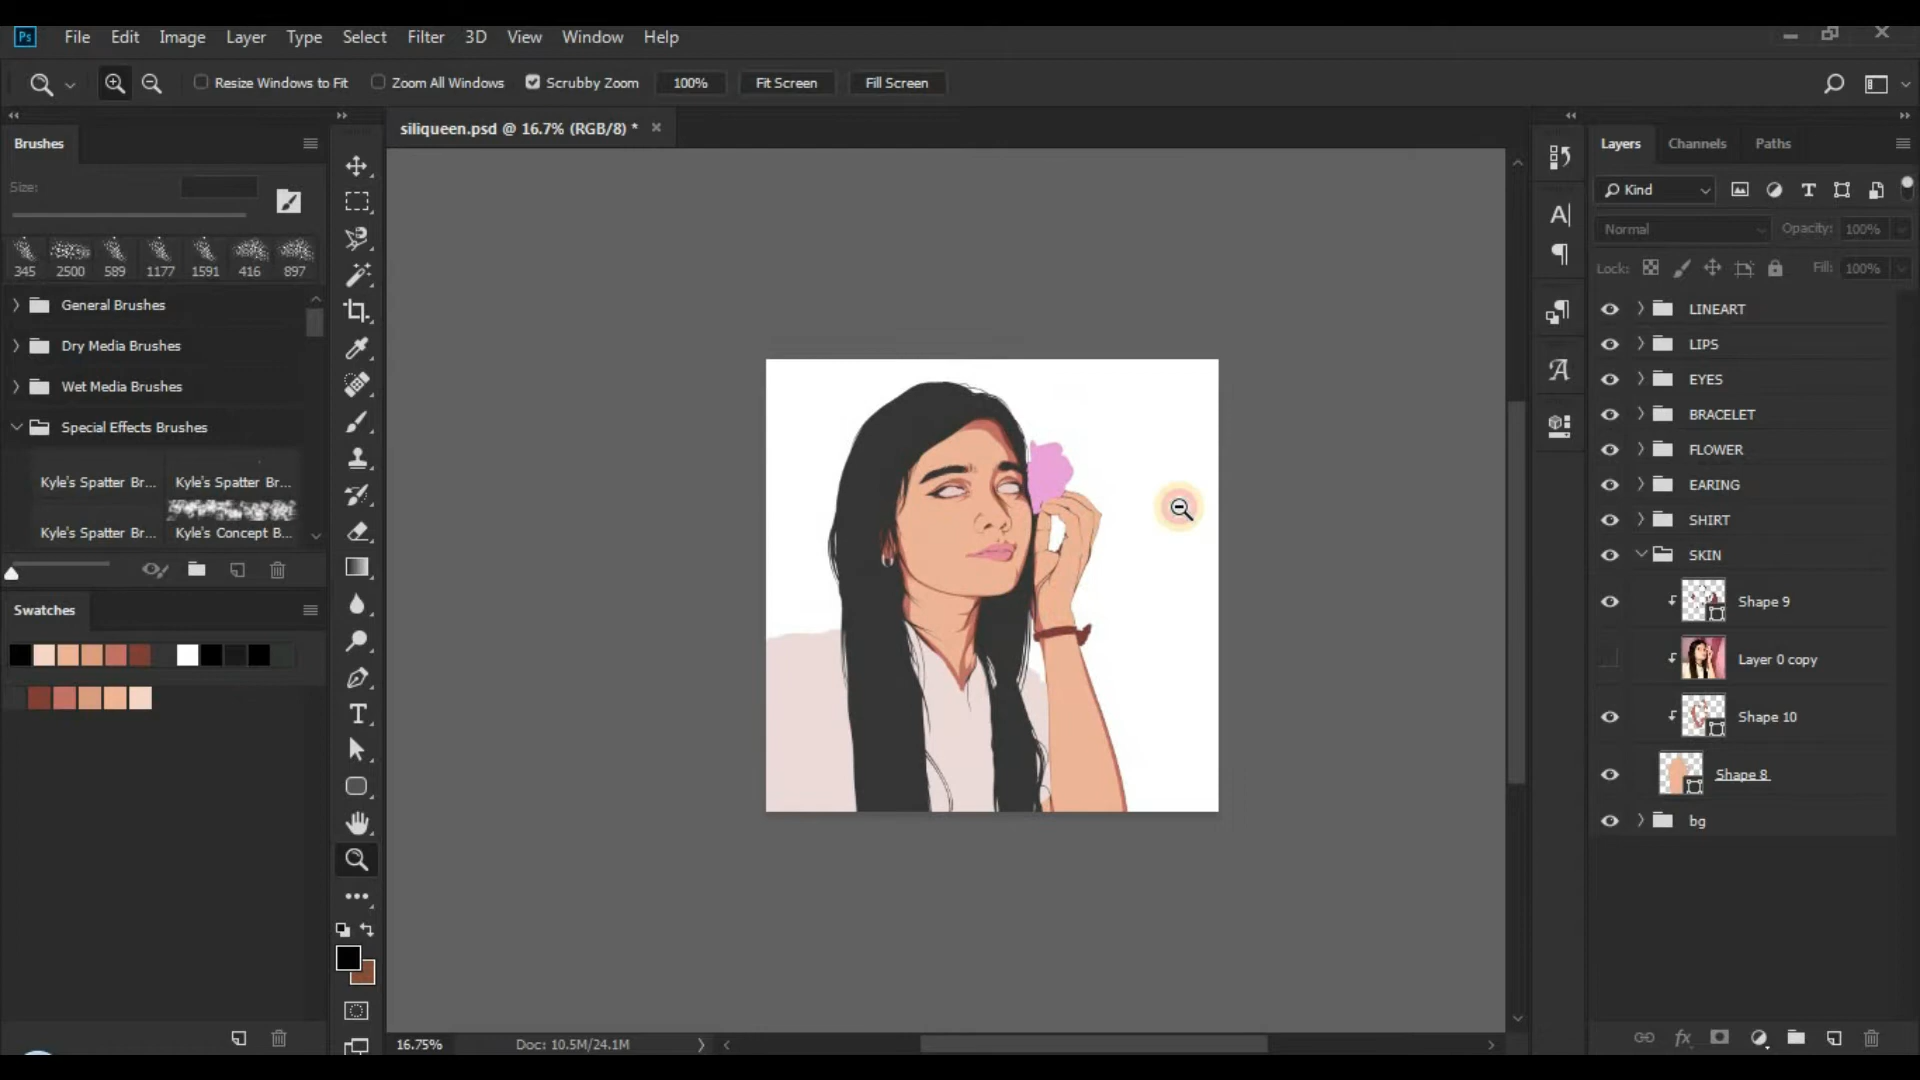 Ps File Edit Image Layer Type Select Filter 3D View Window Help
Resize Windows to Fit Zoom All Windows Scrubby Zoom 100% Fit Screen Fill Screen
siliqueen.psd @ 16.7% (RGB/8) *
Brushes
Size:
345 2500 589 1177 1591 416 897
General Brushes
Dry Media Brushes
Wet Media Brushes
Special Effects Brushes
Kyle's Spatter Br... Kyle's Spatter Br...
Kyle's Spatter Br... Kyle's Concept B...
Swatches
16.75% Doc: 10.5M/24.1M
Layers Channels Paths
Kind
Normal Opacity: 100%
Lock: Fill: 100%
LINEART
LIPS
EYES
BRACELET
FLOWER
EARING
SHIRT
SKIN
Shape 9
Layer 0 copy
Shape 10
Shape 8
bg